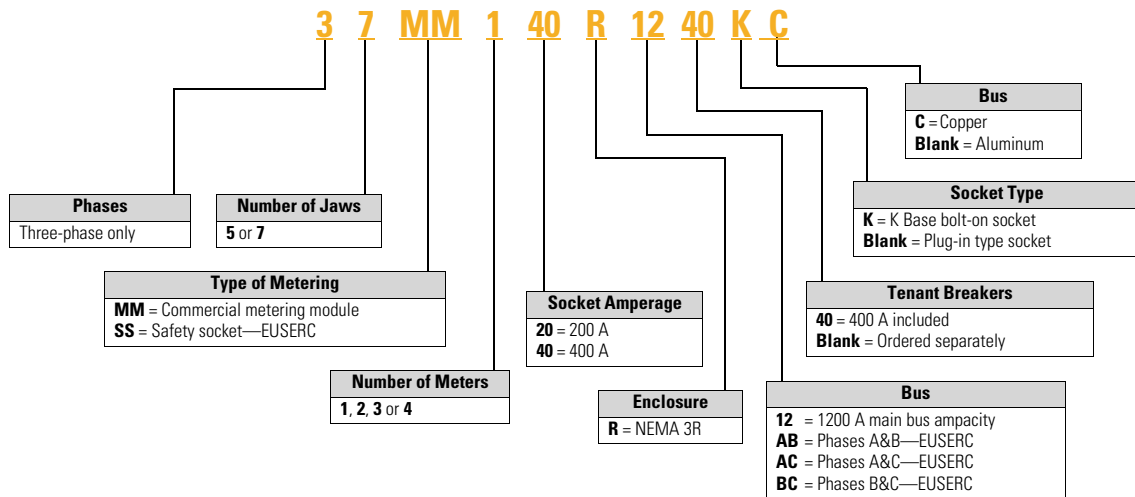 3 7 MM 1 40 R 12 40 K C
Bus
C = Copper
Blank = Aluminum
Socket Type
K = K Base bolt-on socket
Blank = Plug-in type socket
Phases
Three-phase only
Number of Jaws
5 or 7
Type of Metering
MM = Commercial metering module
SS = Safety socket—EUSERC
Socket Amperage
20 = 200 A
40 = 400 A
Tenant Breakers
40 = 400 A included
Blank = Ordered separately
Number of Meters
1, 2, 3 or 4
Enclosure
R = NEMA 3R
Bus
12 = 1200 A main bus ampacity
AB = Phases A&B—EUSERC
AC = Phases A&C—EUSERC
BC = Phases B&C—EUSERC